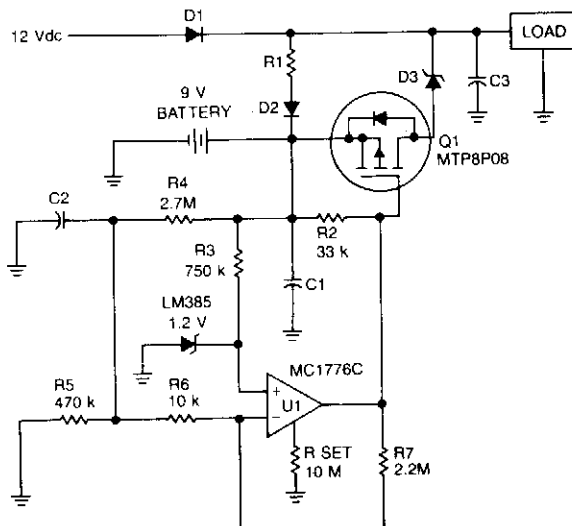 D1
12 Vdc
LOAD
R1
D3
C3
9 V
BATTERY
D2
Q1
MTP8P08
C2
R4
2.7M
R2
33 k
R3
750 k
C1
LM385
1.2 V
MC1776C
+
U1
−
R5
470 k
R6
10 k
R SET
10 M
R7
2.2M